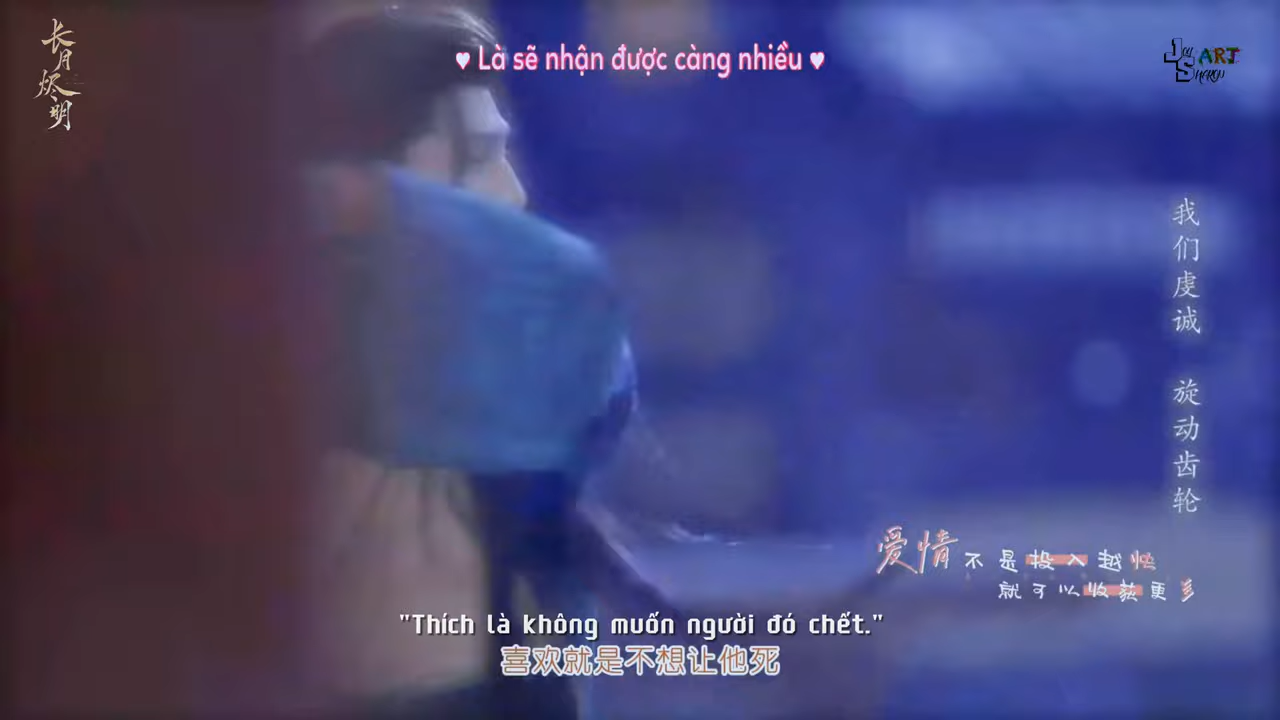 长月烬明
♥ Là sẽ nhận được càng nhiều ♥
Joy ART
Sharon
我们虔诚 旋动齿轮
爱情不是投入越快
就可以收获更多
"Thích là không muốn người đó chết."
喜欢就是不想让他死